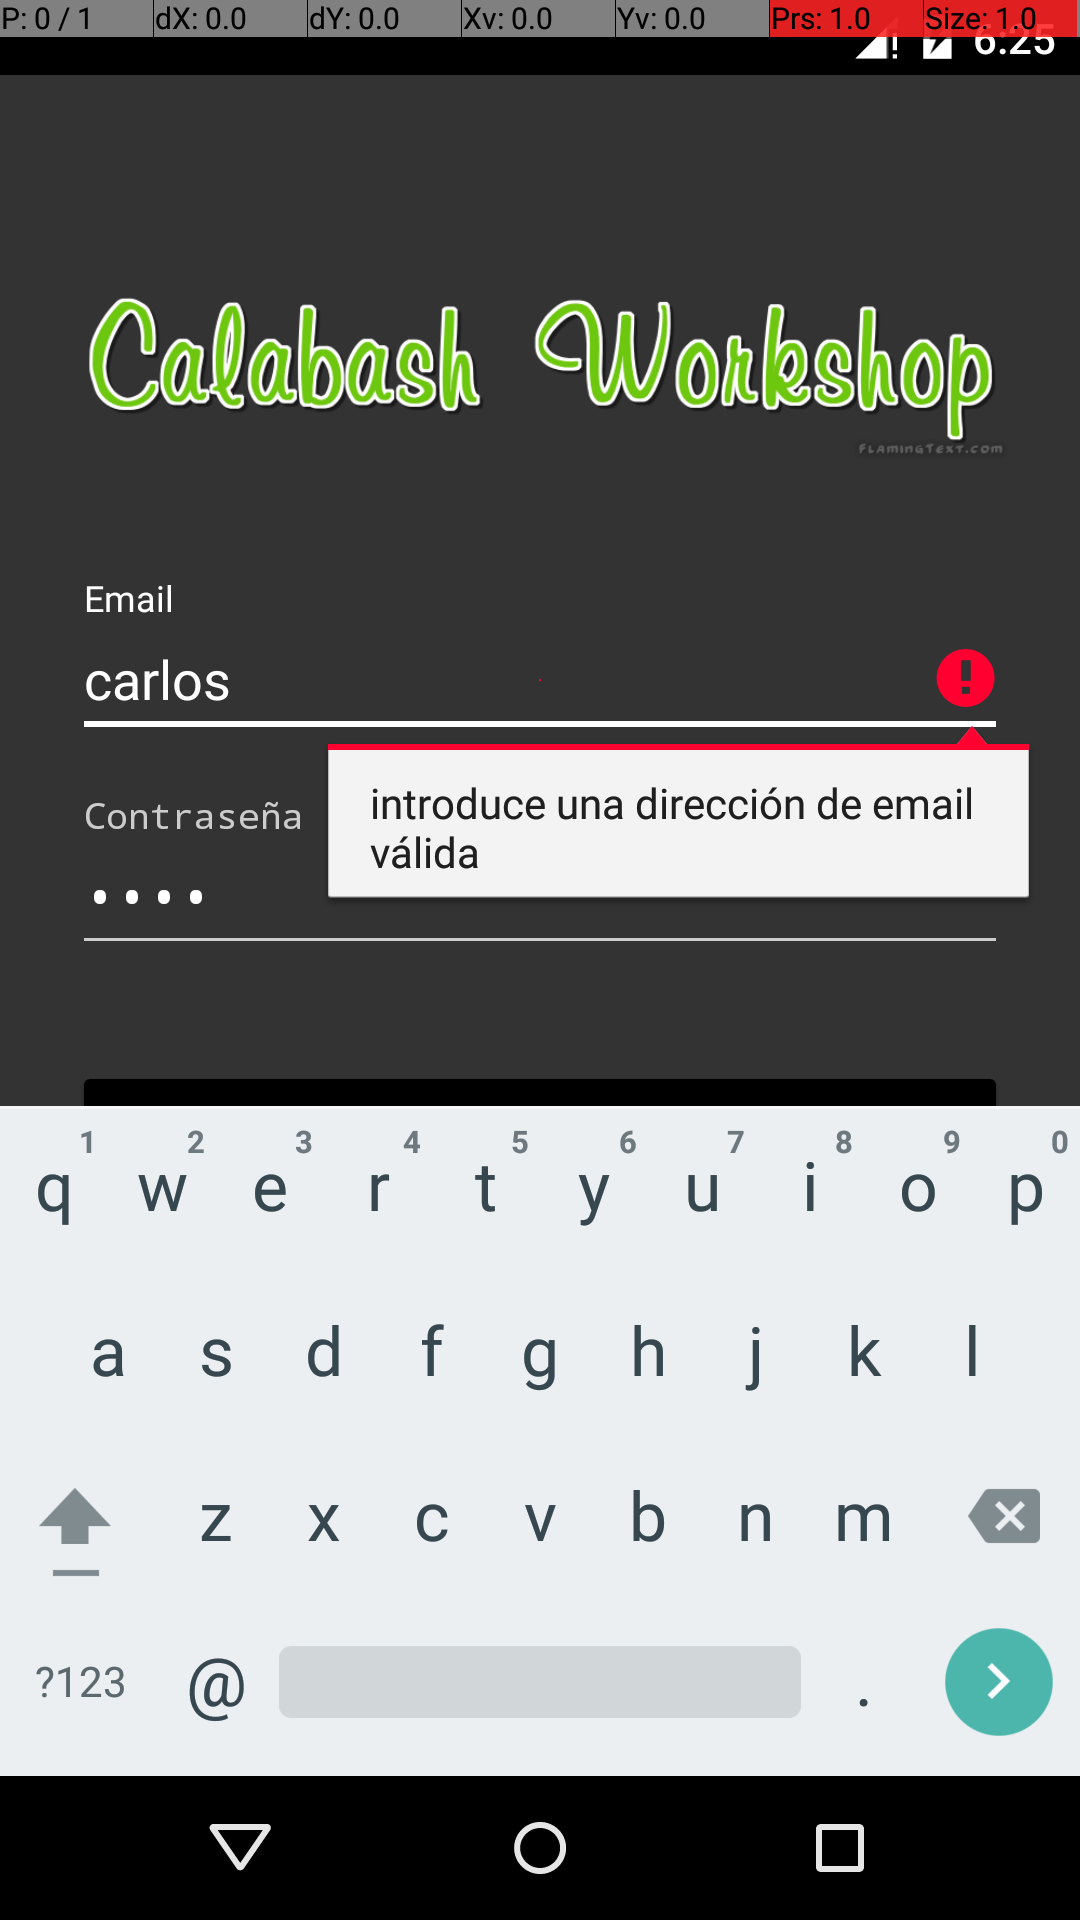 P: 0 / 1 dX: 0.0 dY: 0.0 Xv: 0.0 Yv: 0.0 Prs: 1.0 Size: 1.0
6:25
Calabash Workshop
FLAMINGTEXT.COM
Email
carlos
introduce una dirección de email
válida
Contraseña
1 2 3 4 5 6 7 8 9 0
q w e r t y u i o p
a s d f g h j k l
z x c v b n m
?123 @ .